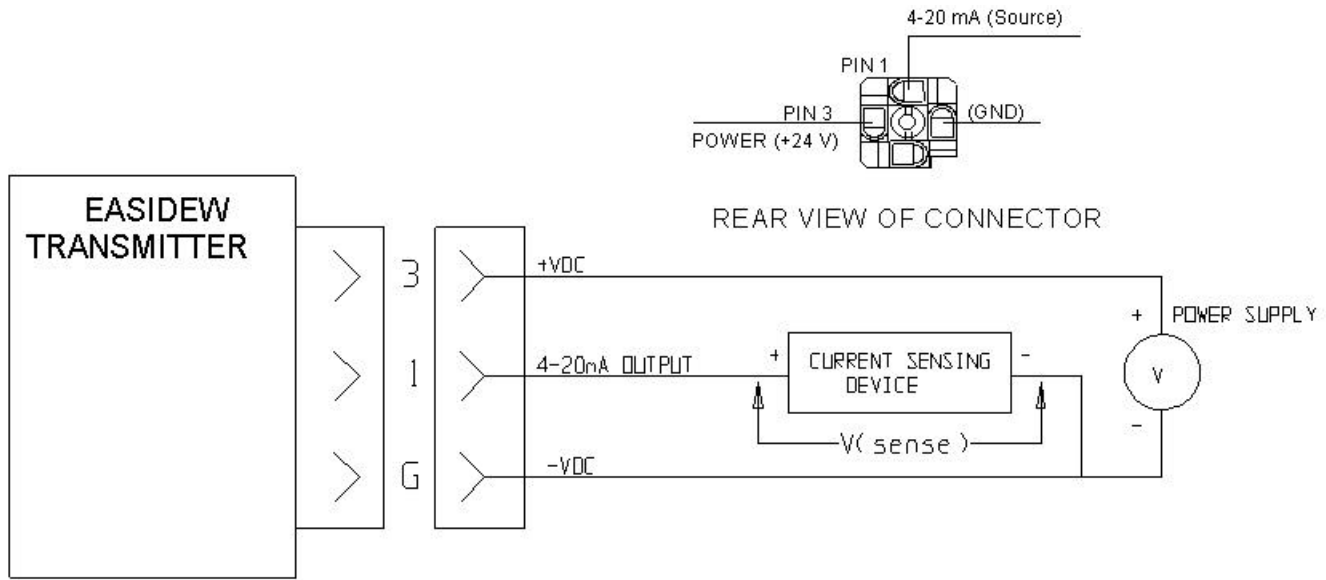 4-20 mA (Source)
PIN 1
PIN 3
(GND)
POWER (+24 V)
REAR VIEW OF CONNECTOR
EASIDEW
TRANSMITTER
3
+VDC
+
POWER SUPPLY
V
-
1
4-20mA OUTPUT
+
CURRENT SENSING
DEVICE
-
V( sense )
G
-VDC